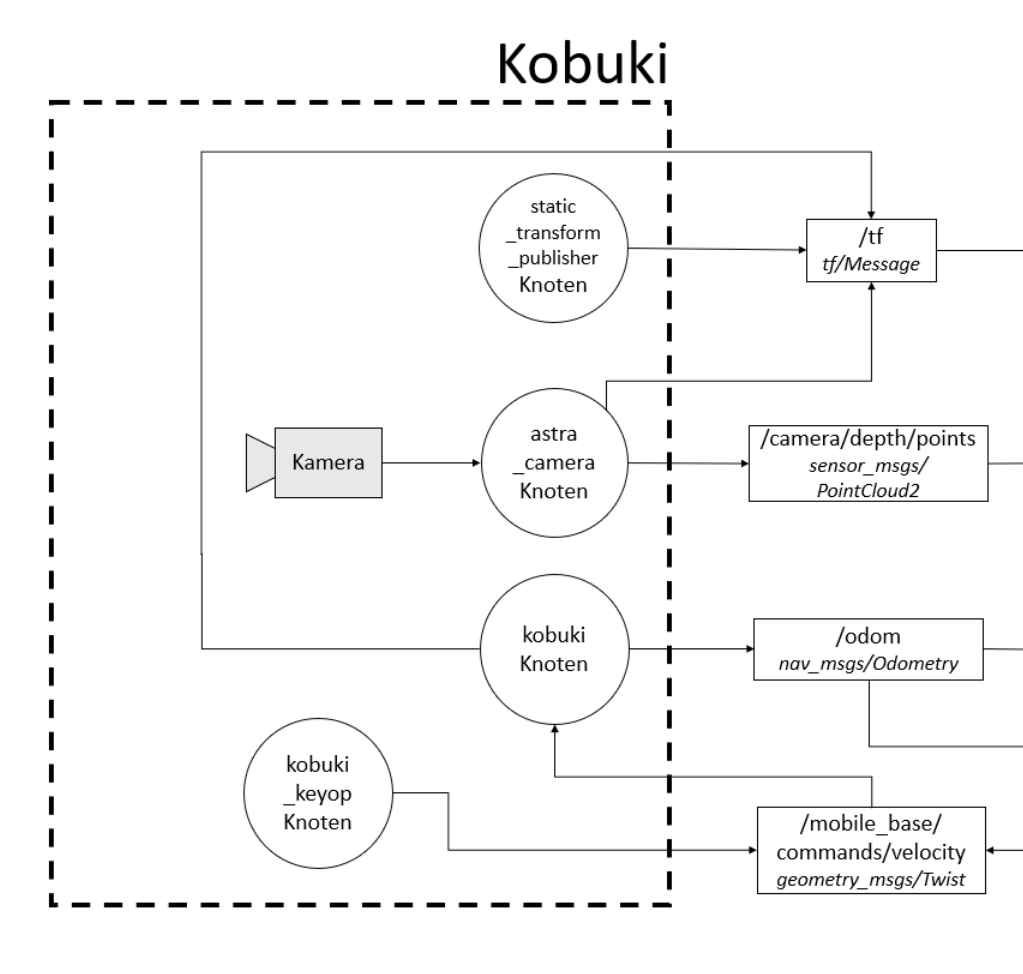 Kobuki
static
_transform
_publisher
Knoten
/tf
tf/Message
Kamera
astra
_camera
Knoten
/camera/depth/points
sensor_msgs/
PointCloud2
kobuki
Knoten
/odom
nav_msgs/Odometry
kobuki
_keyop
Knoten
/mobile_base/
commands/velocity
geometry_msgs/Twist